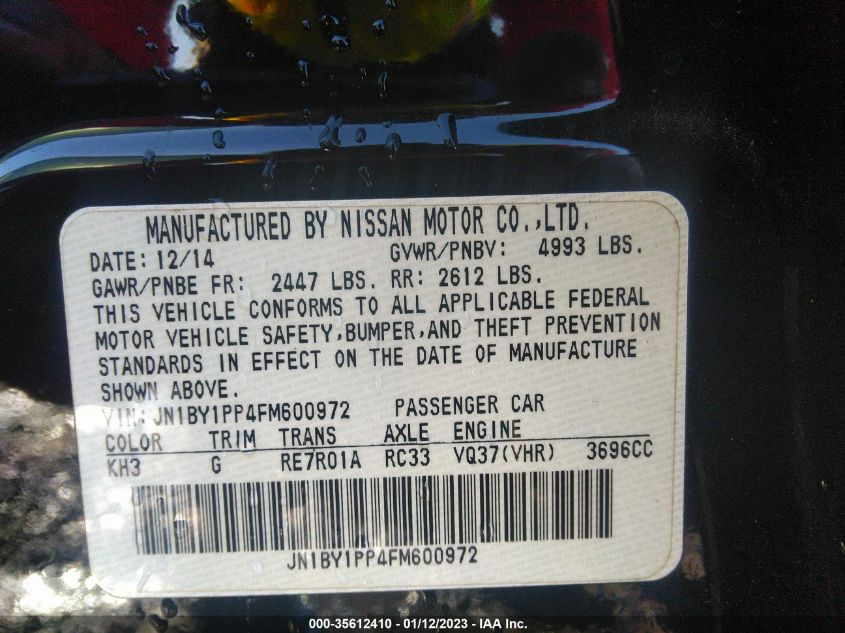 MANUFACTURED BY NISSAN MOTOR CO.,LTD.
DATE: 12/14 GVWR/PNBV: 4993 LBS.
GAWR/PNBE FR: 2447 LBS. RR: 2612 LBS.
THIS VEHICLE CONFORMS TO ALL APPLICABLE FEDERAL
MOTOR VEHICLE SAFETY,BUMPER,AND THEFT PREVENTION
STANDARDS IN EFFECT ON THE DATE OF MANUFACTURE
SHOWN ABOVE.
VIN: JN1BY1PP4FM600972 PASSENGER CAR
COLOR TRIM TRANS AXLE ENGINE
KH3 G RE7R01A RC33 VQ37(VHR) 3696CC
JN1BY1PP4FM600972
000-35612410 - 01/12/2023 - IAA Inc.